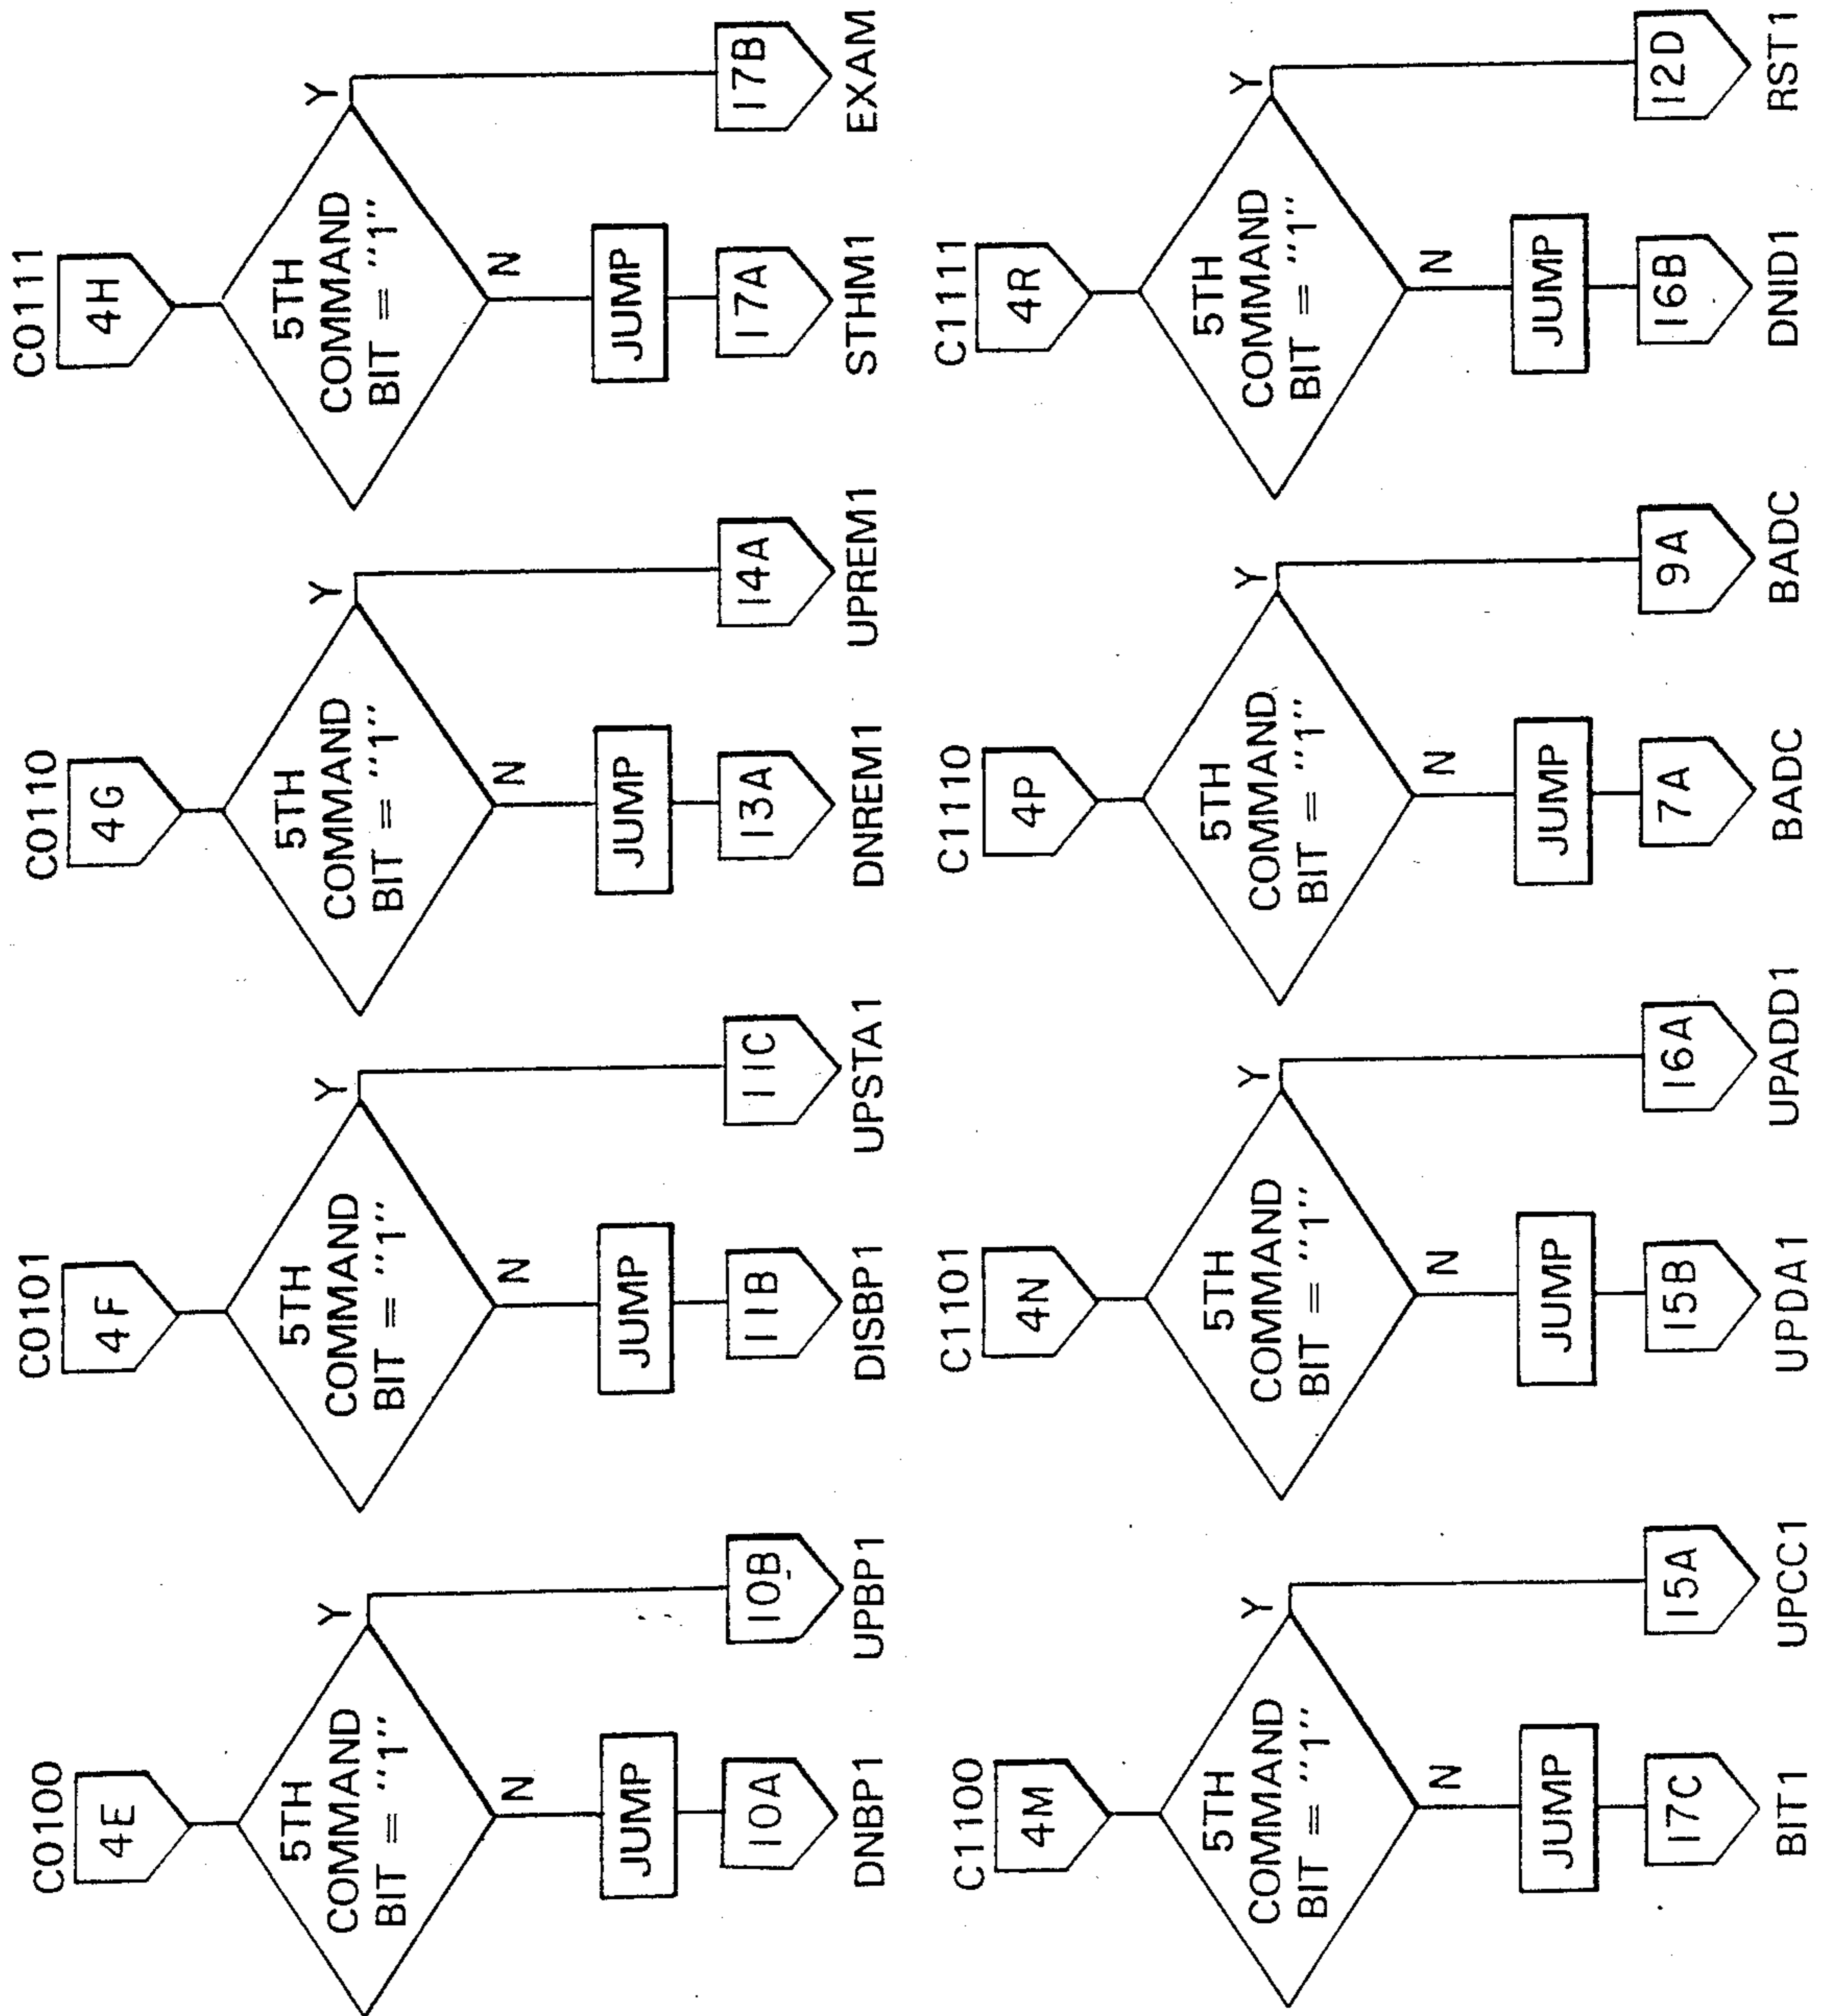 C0100
4E
5TH
COMMAND
BIT = "1"
Y
N
JUMP
10A
DNBP1
10B
UPBP1
C0101
4F
5TH
COMMAND
BIT = "1"
Y
N
JUMP
11B
DISBP1
11C
UPSTA1
C0110
4G
5TH
COMMAND
BIT = "1"
Y
N
JUMP
13A
DNREM1
14A
UPREM1
C0111
4H
5TH
COMMAND
BIT = "1"
Y
N
JUMP
17A
STHM1
17B
EXAM
C1100
4M
5TH
COMMAND
BIT = "1"
Y
N
JUMP
17C
BIT1
15A
UPCC1
C1101
4N
5TH
COMMAND
BIT = "1"
Y
N
JUMP
15B
UPDA1
16A
UPADD1
C1110
4P
5TH
COMMAND
BIT = "1"
Y
N
JUMP
7A
BADC
9A
BADC
C1111
4R
5TH
COMMAND
BIT = "1"
Y
N
JUMP
16B
DNID1
12D
RST1